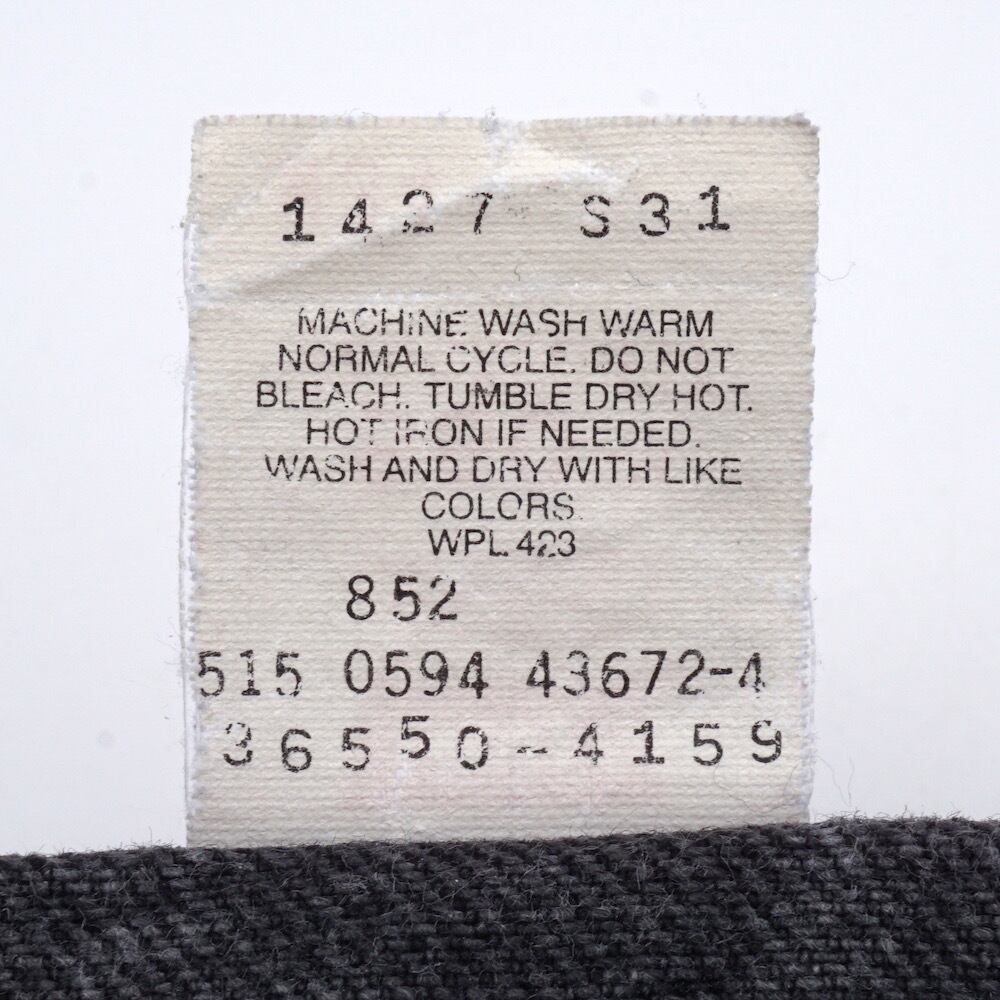 1427 S31
MACHINE WASH WARM
NORMAL CYCLE. DO NOT
BLEACH. TUMBLE DRY HOT.
HOT IRON IF NEEDED.
WASH AND DRY WITH LIKE
COLORS.
WPL 423
852
515 0594 43672-4
36550-4159